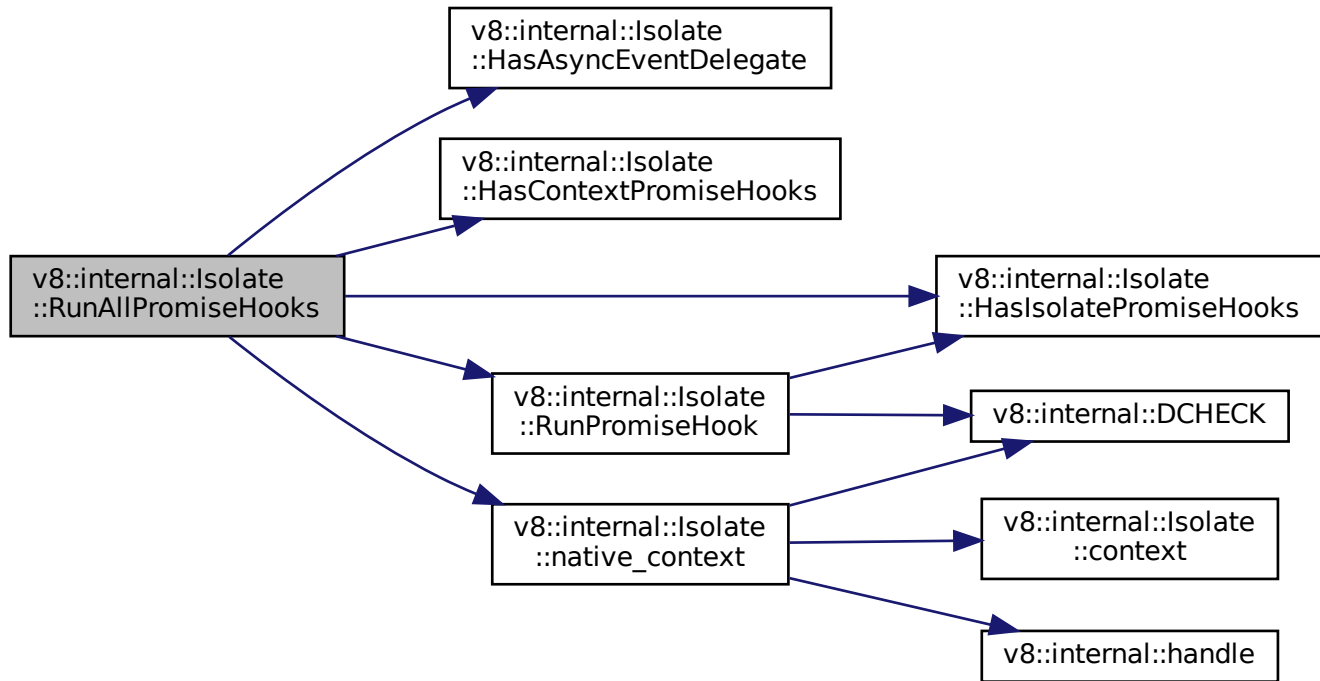 v8::internal::Isolate
::HasAsyncEventDelegate
v8::internal::Isolate
::HasContextPromiseHooks
v8::internal::Isolate
::RunAllPromiseHooks
v8::internal::Isolate
::HasIsolatePromiseHooks
v8::internal::Isolate
::RunPromiseHook
v8::internal::DCHECK
v8::internal::Isolate
::native_context
v8::internal::Isolate
::context
v8::internal::handle